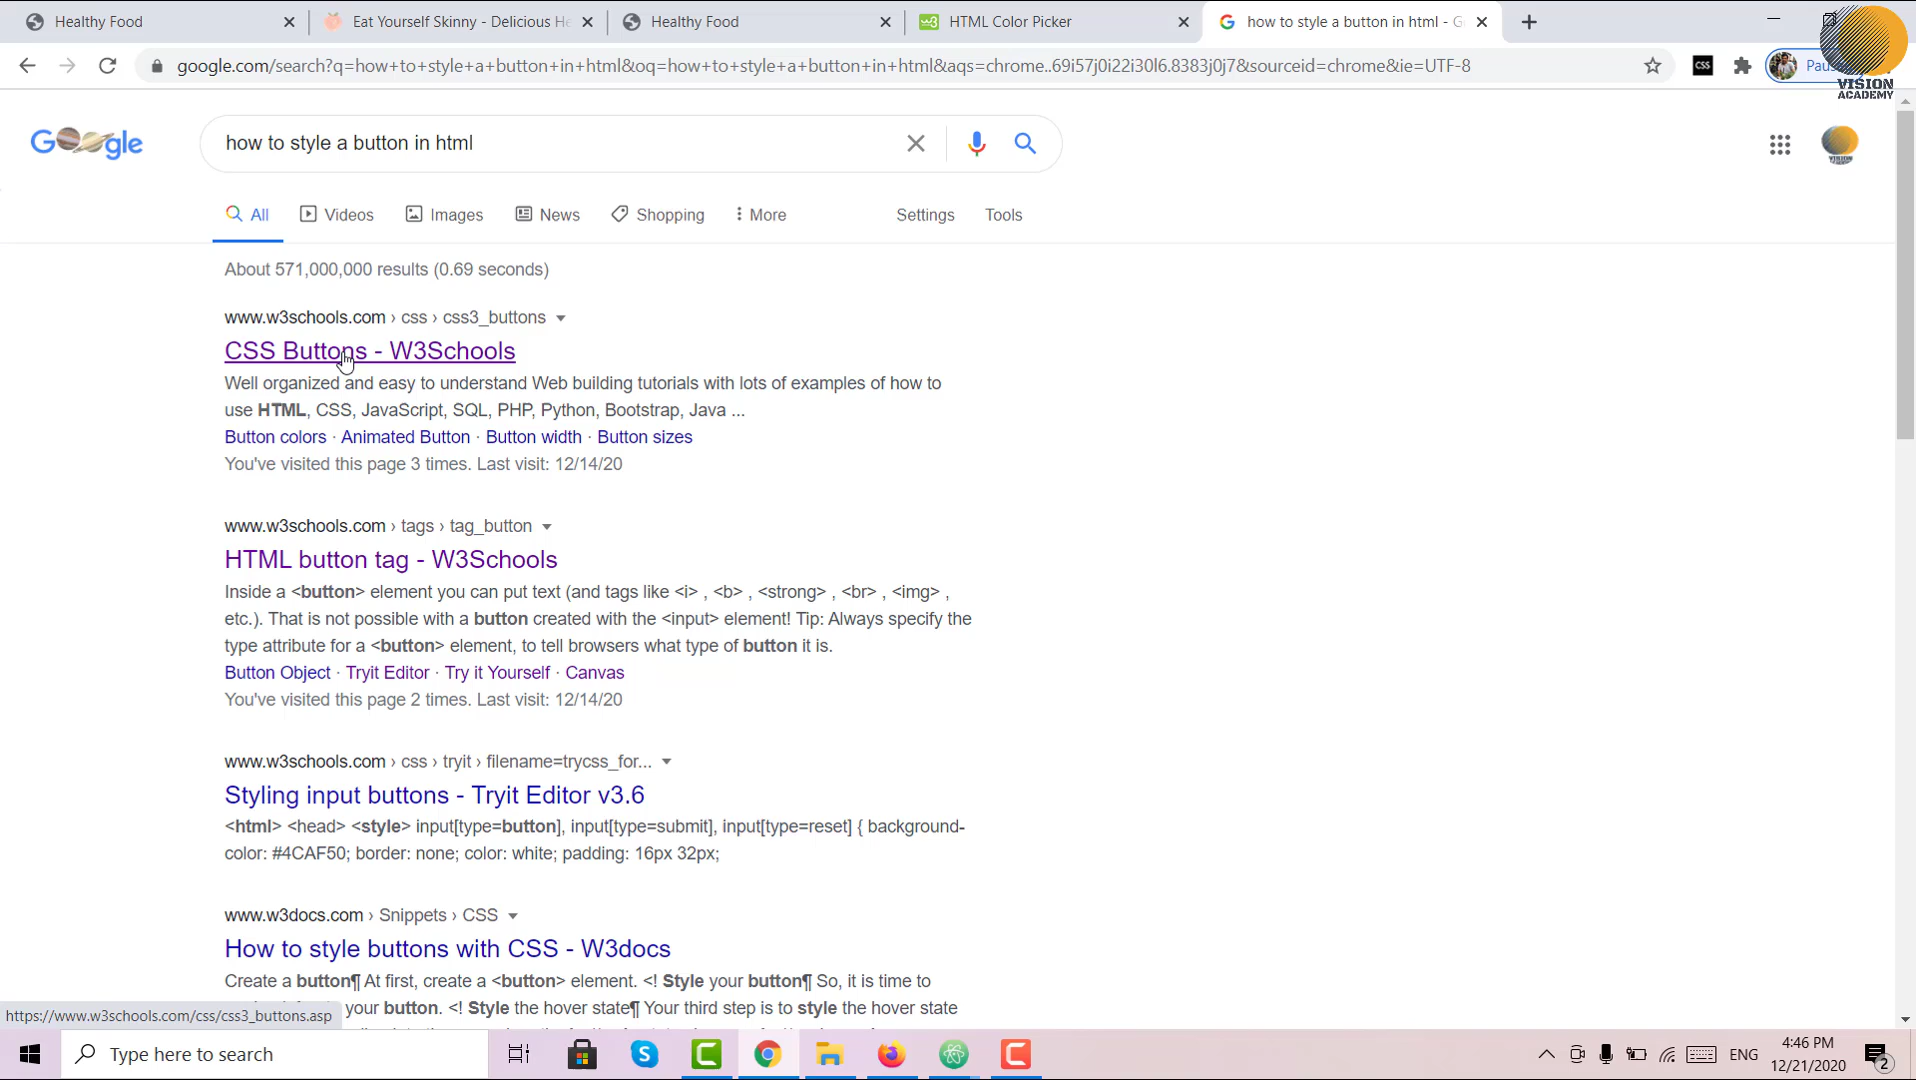 Healthy Food
Eat Yourself Skinny - Delicious He
Healthy Food
HTML Color Picker
how to style a button in html - G
google.com/search?q=how+to+style+a+button+in+html&oq=how+to+style+a+button+in+html&aqs=chrome..69i57j0i22i30l6.8383j0j7&sourceid=chrome&ie=UTF-8
CSS
VISION
ACADEMY
Google
how to style a button in html
All
Videos
Images
News
Shopping
More
Settings
Tools
About 571,000,000 results (0.69 seconds)
www.w3schools.com › css › css3_buttons
CSS Buttons - W3Schools
Well organized and easy to understand Web building tutorials with lots of examples of how to
use HTML, CSS, JavaScript, SQL, PHP, Python, Bootstrap, Java ...
Button colors · Animated Button · Button width · Button sizes
You've visited this page 3 times. Last visit: 12/14/20
www.w3schools.com › tags › tag_button
HTML button tag - W3Schools
Inside a <button> element you can put text (and tags like <i> , <b> , <strong> , <br> , <img> ,
etc.). That is not possible with a button created with the <input> element! Tip: Always specify the
type attribute for a <button> element, to tell browsers what type of button it is.
Button Object · Tryit Editor · Try it Yourself · Canvas
You've visited this page 2 times. Last visit: 12/14/20
www.w3schools.com › css › tryit › filename=trycss_for...
Styling input buttons - Tryit Editor v3.6
<html> <head> <style> input[type=button], input[type=submit], input[type=reset] { background-
color: #4CAF50; border: none; color: white; padding: 16px 32px;
www.w3docs.com › Snippets › CSS
How to style buttons with CSS - W3docs
Create a button¶ At first, create a <button> element. <! Style your button¶ So, it is time to
your button. <! Style the hover state¶ Your third step is to style the hover state
https://www.w3schools.com/css/css3_buttons.asp
Type here to search
ENG
4:46 PM
12/21/2020
2